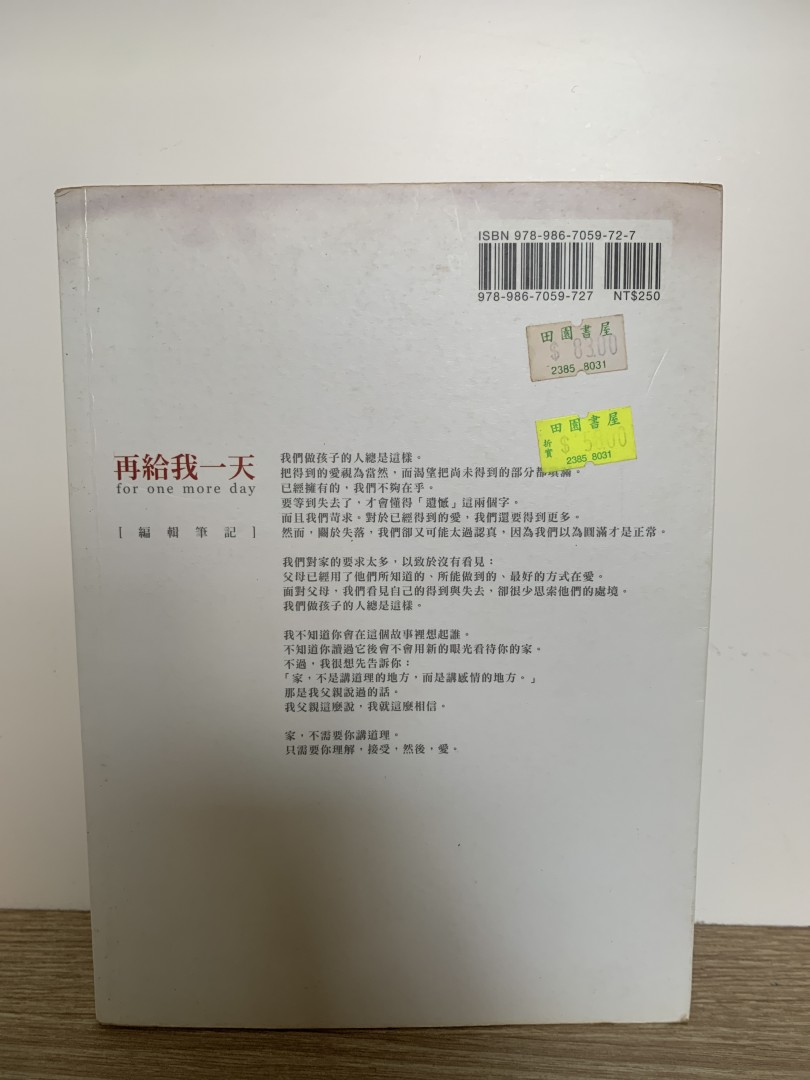 ISBN 978-986-7059-72-7
978-986-7059-727 NT$250
田園書屋
$ 83.00
2385 8031
田園書屋
折實 $
2385 8031
再給我一天
for one more day
[編輯筆記]
我們做孩子的人總是這樣。
把得到的愛視為當然，而渴望把尚未得到的部分都填滿。
已經擁有的，我們不夠在乎。
要等到失去了，才會懂得「遺憾」這兩個字。
而且我們苛求。對於已經得到的愛，我們還要得到更多。
然而，關於失落，我們卻又可能太過認真，因為我們以為圓滿才是正常。
我們對家的要求太多，以致於沒有看見：
父母已經用了他們所知道的、所能做到的、最好的方式在愛。
面對父母，我們看見自己的得到與失去，卻很少思索他們的處境。
我們做孩子的人總是這樣。
我不知道你會在這個故事裡想起誰。
不知道你讀過它後會不會用新的眼光看待你的家。
不過，我很想先告訴你：
「家，不是講道理的地方，而是講感情的地方。」
那是我父親說過的話。
我父親這麼說，我就這麼相信。
家，不需要你講道理。
只需要你理解，接受，然後，愛。